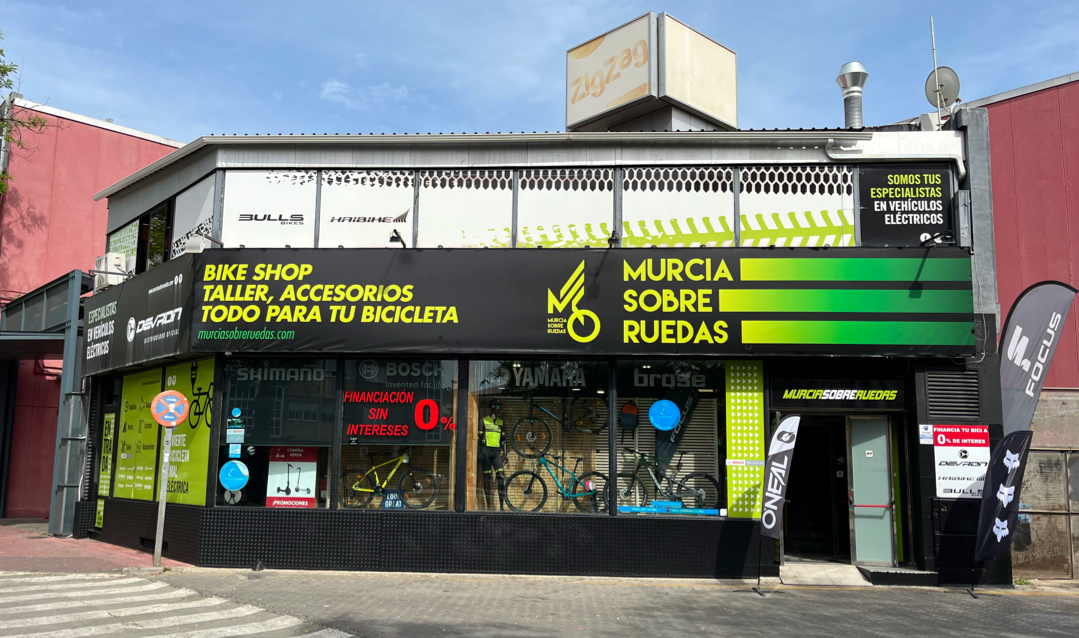 ZigZag
BULLS
BIKES
HAIBIKE
SOMOS TUS
ESPECIALISTAS
EN VEHÍCULOS
ELÉCTRICOS
ESPECIALISTAS
EN VEHÍCULOS
ELÉCTRICOS
DEVRON
DISTRIBUIDOR OFICIAL
BIKE SHOP
TALLER, ACCESORIOS
TODO PARA TU BICICLETA
murciasobreruedas.com
MURCIA
SOBRE
RUEDAS
MURCIA
SOBRE
RUEDAS
SHIMANO
BOSCH
Invented for life
YAMAHA
brose
FINANCIACIÓN
SIN
INTERESES
0%
COMPRA
VENTA
¡PROMOCIONES
MURCIASOBRERUEDAS
FINANCIA TU BICI A
0% DE INTERES
DEVRON
HAIBIKE
BULLS
FOCUS
O'NEAL